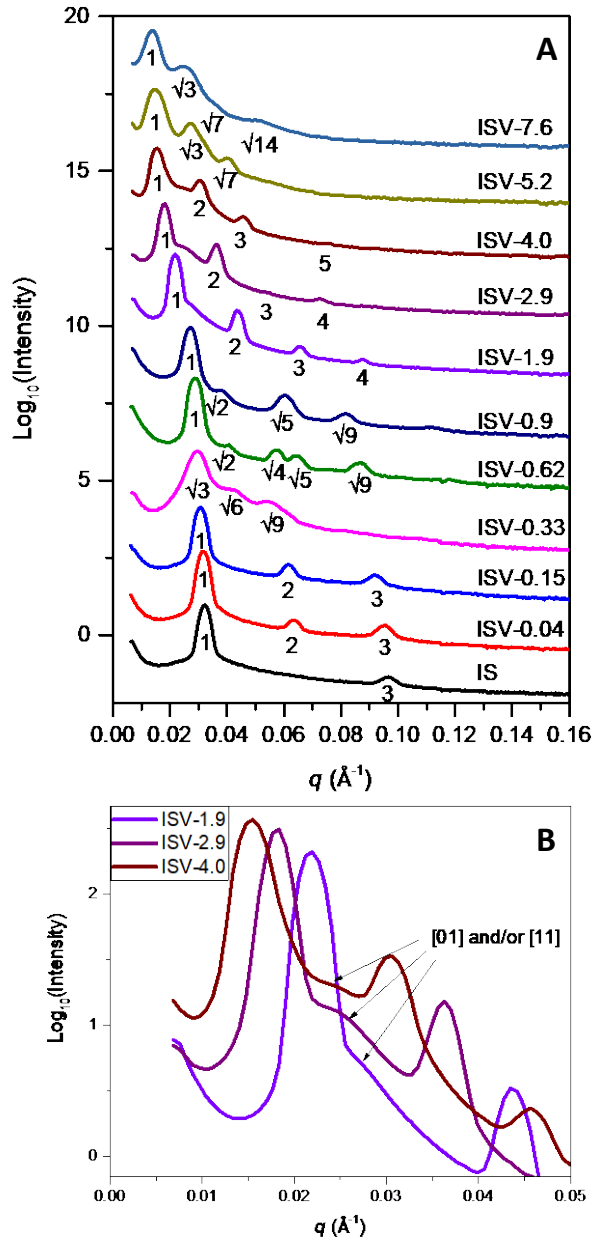 A
20
15
10
5
0
Log10(Intensity)
1 √3 √7 √14 ISV-7.6
1 √3 √7 ISV-5.2
1 2 3 5 ISV-4.0
1 2 3 4 ISV-2.9
1 2 3 4 ISV-1.9
1 √2 √5 √9 ISV-0.9
1 √2 √4 √5 √9 ISV-0.62
√3 √6 √9 ISV-0.33
1 2 3 ISV-0.15
1 2 3 ISV-0.04
1 3 IS
0.00 0.02 0.04 0.06 0.08 0.10 0.12 0.14 0.16
q (Å-1)
B
ISV-1.9
ISV-2.9
ISV-4.0
[01] and/or [11]
2
1
0
Log10(Intensity)
0.00 0.01 0.02 0.03 0.04 0.05
q (Å-1)